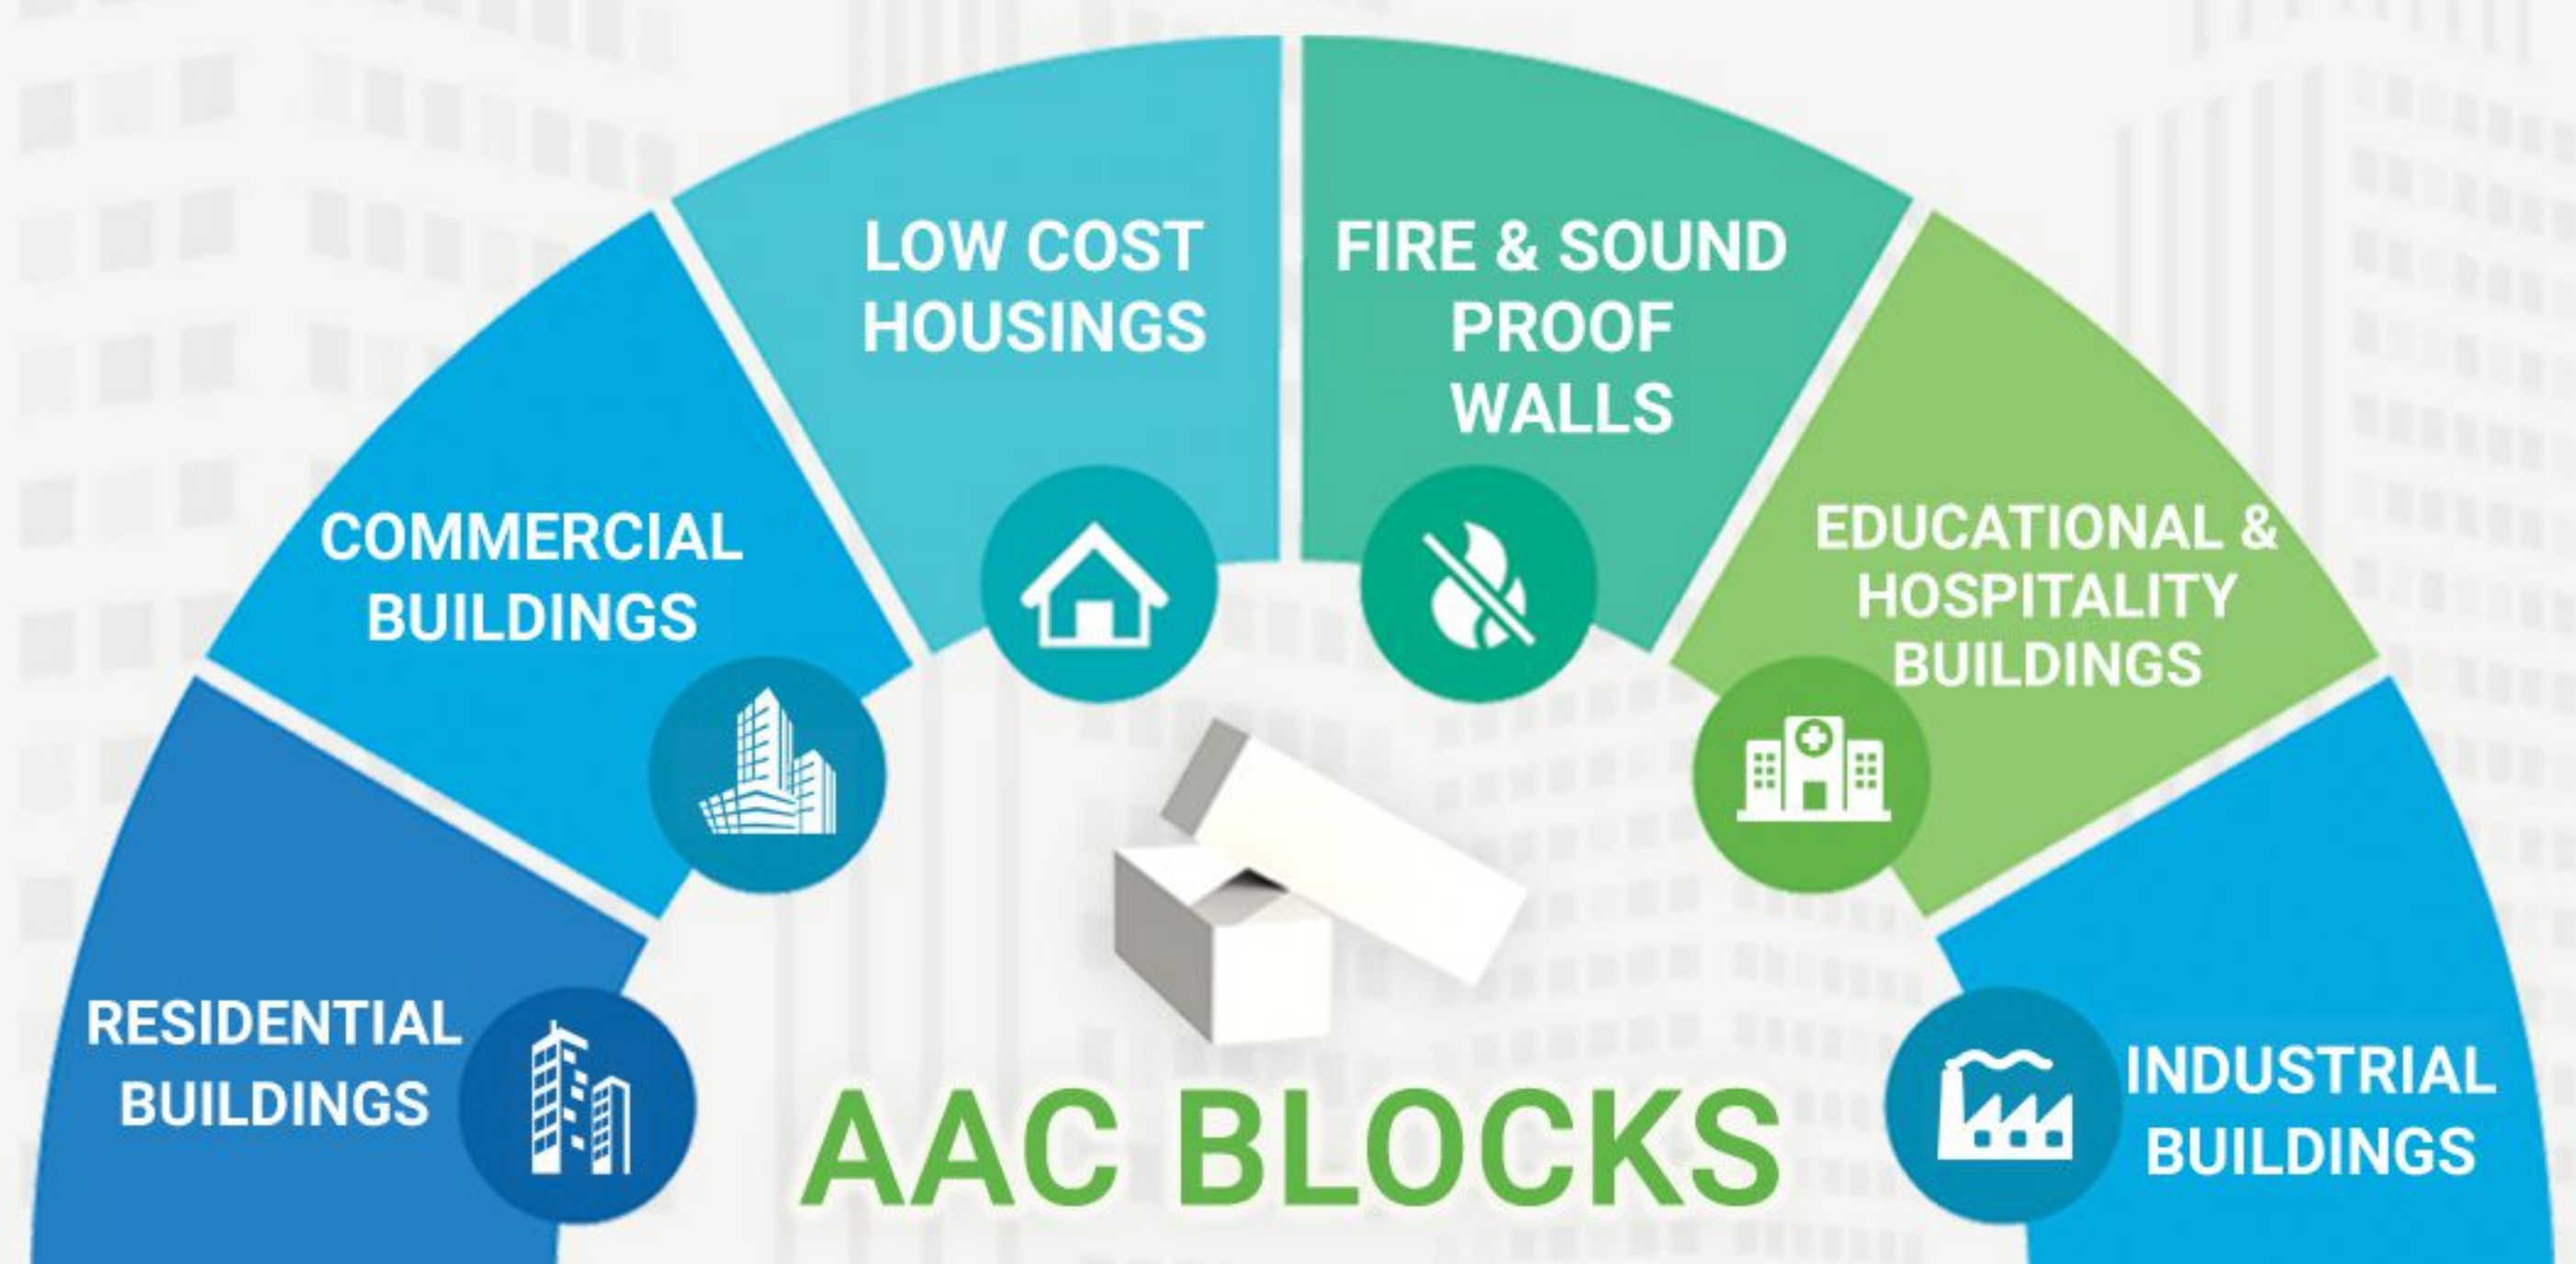 LOW COST
HOUSINGS
FIRE & SOUND
PROOF
WALLS
COMMERCIAL
BUILDINGS
EDUCATIONAL &
HOSPITALITY
BUILDINGS
RESIDENTIAL
BUILDINGS
INDUSTRIAL
BUILDINGS
AAC BLOCKS